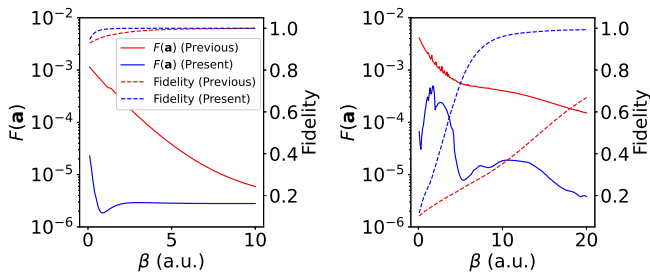 10⁻² 10⁻³ 10⁻⁴ 10⁻⁵ 10⁻⁶
F(a)
F(a) (Previous)
F(a) (Present)
Fidelity (Previous)
Fidelity (Present)
1.0 0.8 0.6 0.4 0.2
Fidelity
0 5 10
β (a.u.)
10⁻² 10⁻³ 10⁻⁴ 10⁻⁵ 10⁻⁶
F(a)
1.0 0.8 0.6 0.4 0.2
Fidelity
0 10 20
β (a.u.)